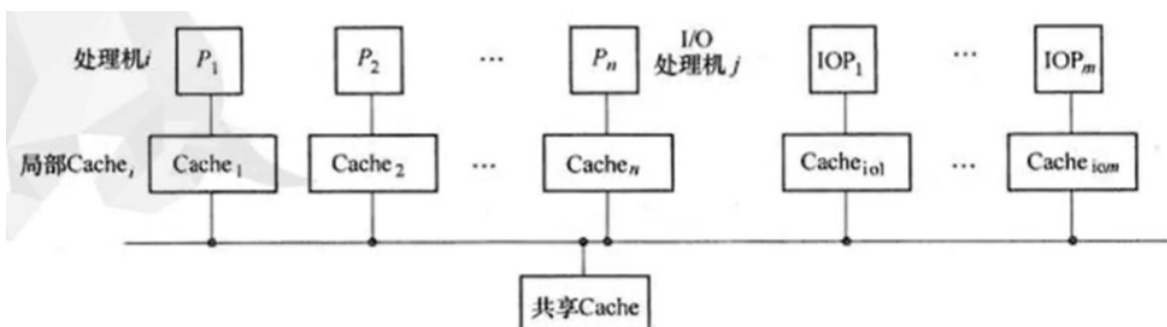 处理机i P₁ P₂ … Pₙ I/O 处理机j IOP₁ … IOPₘ
局部Cacheᵢ Cache₁ Cache₂ … Cacheₙ Cacheio1 … Cacheiom
共享Cache